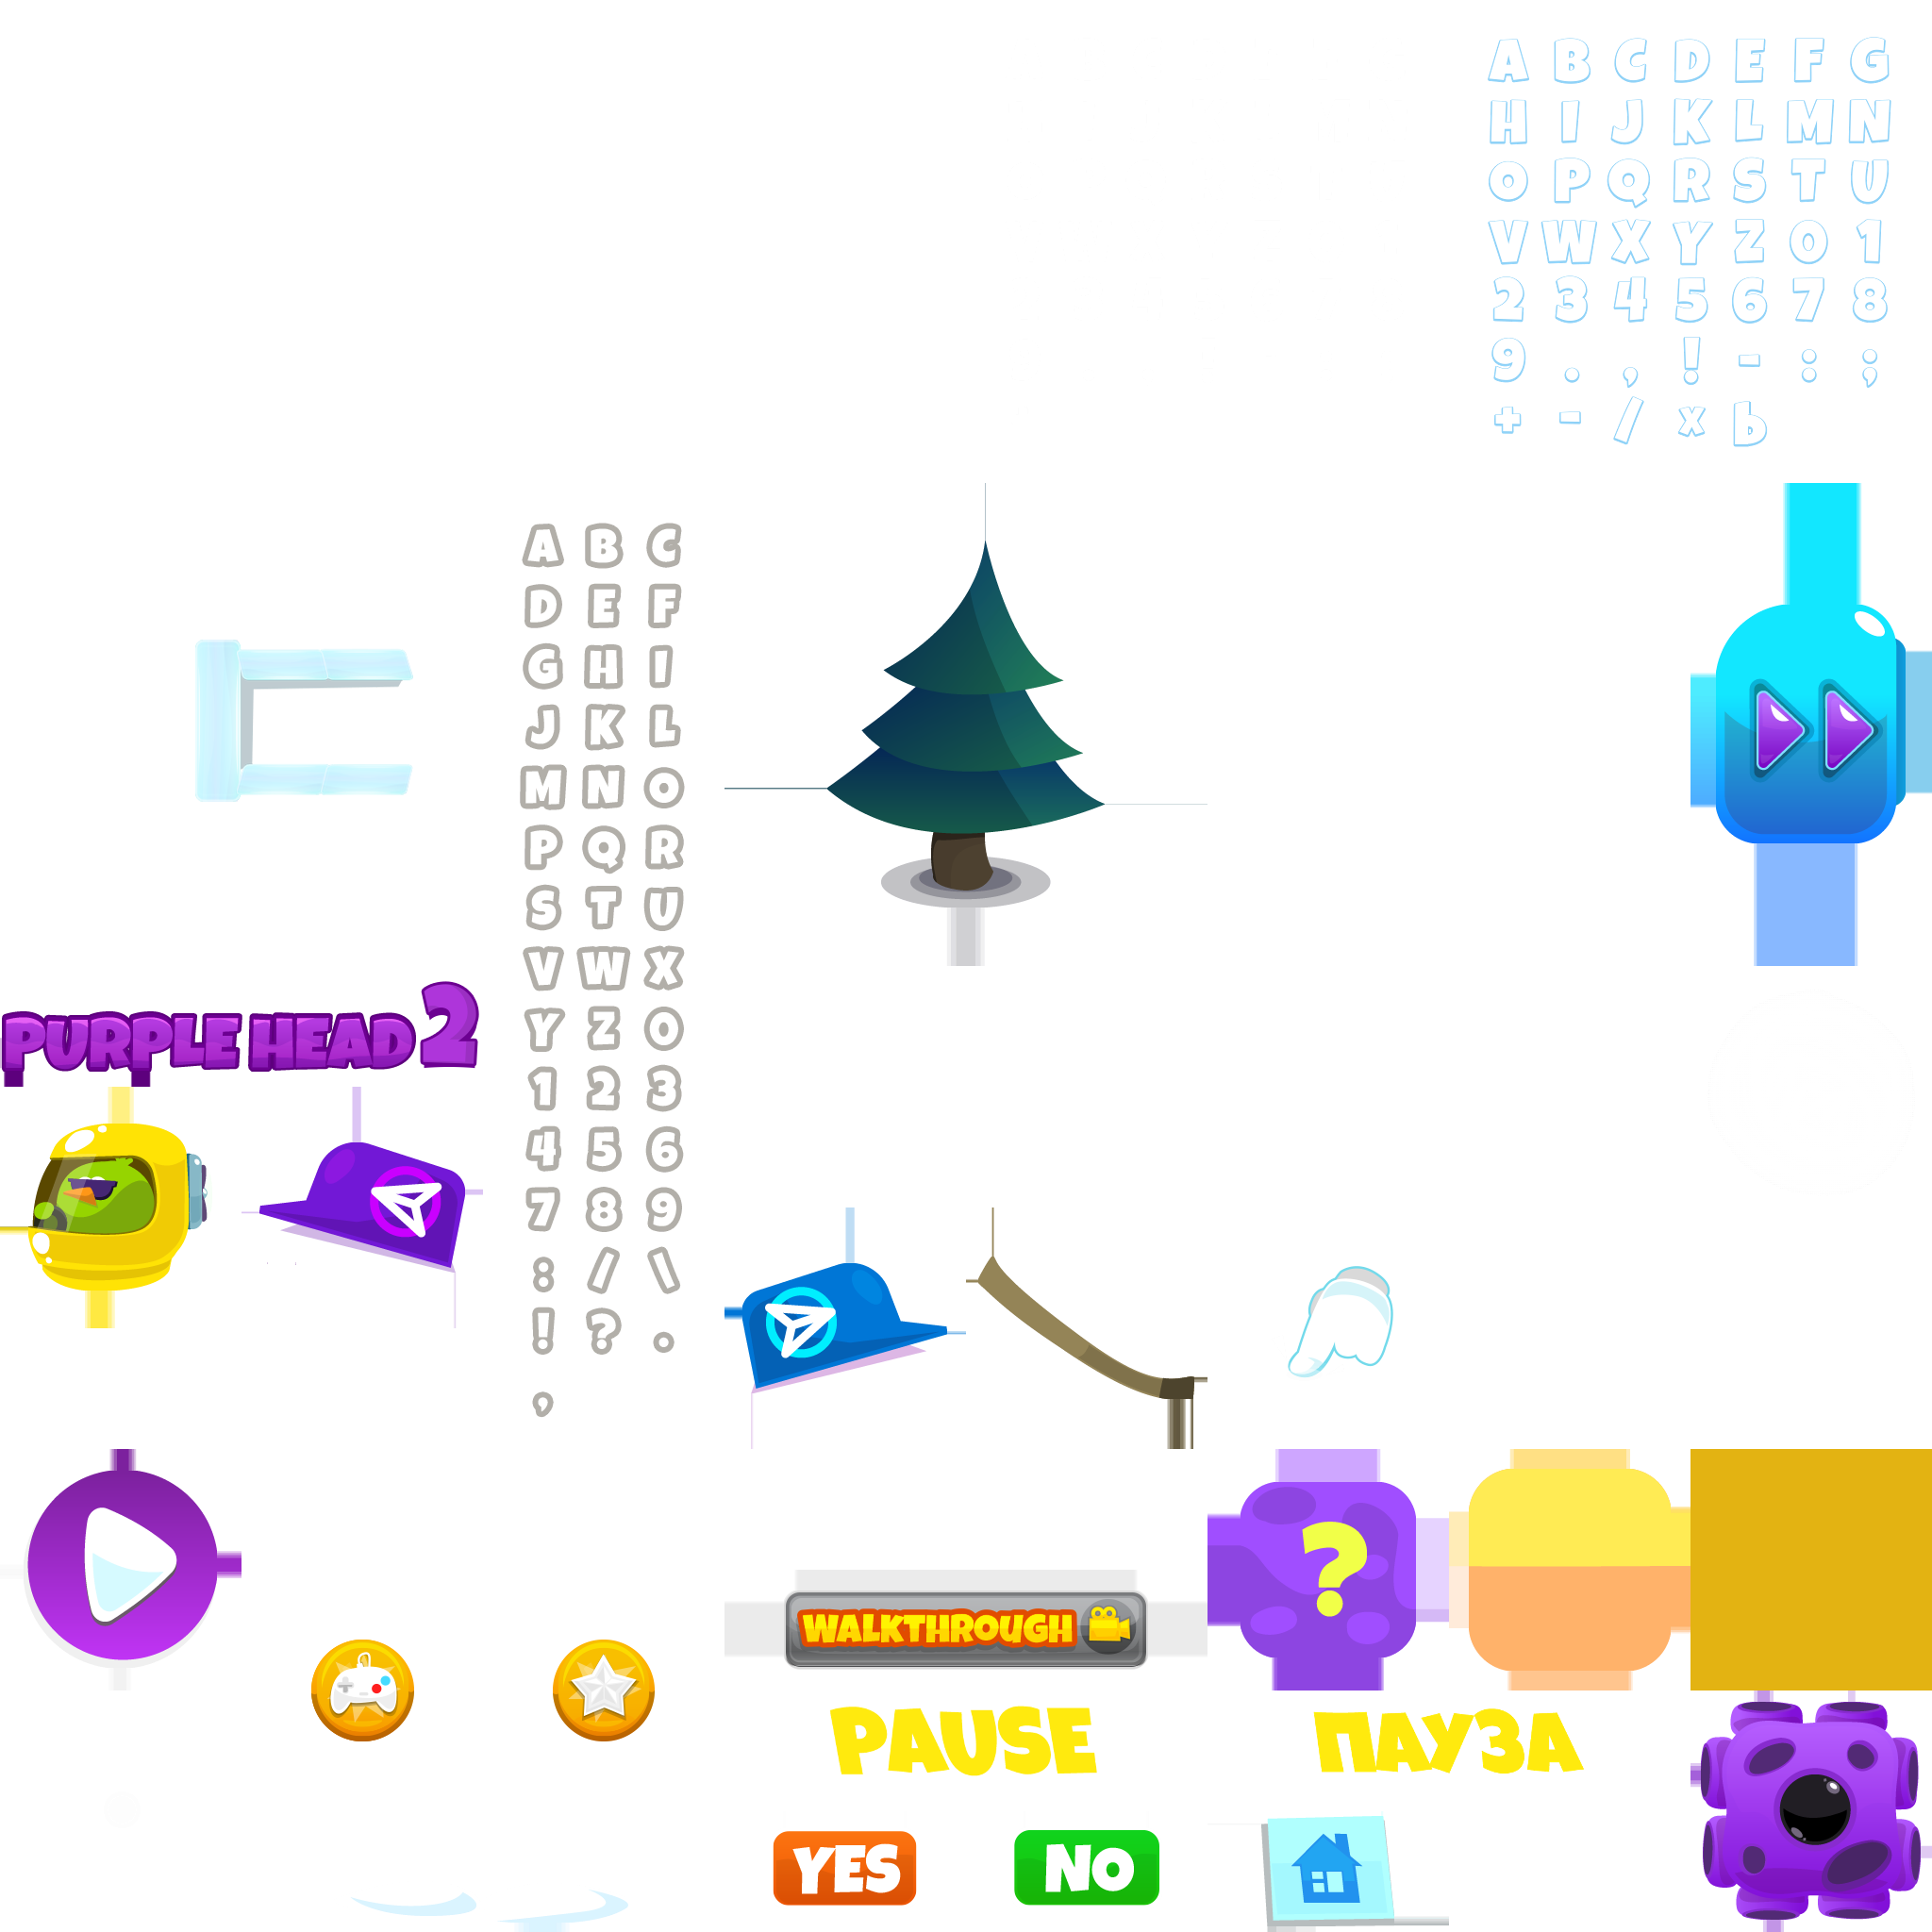 A B C D E F G
H I J K L M N
O P Q R S T U
V W X Y Z 0 1
2 3 4 5 6 7 8
9 . , ! - : ;
+ - / x b
A B C
D E F
G H I
J K L
M N O
P Q R
S T U
V W X
Y Z 0
1 2 3
4 5 6
7 8 9
8 / \
! ? .
,
PURPLE HEAD 2
?
WALKTHROUGH
PAUSE
ПАУЗА
YES
NO